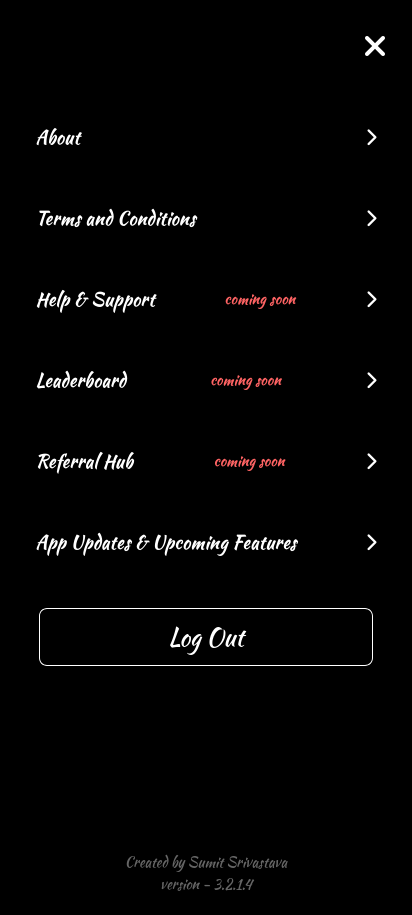 About
Terms and Conditions
Help & Support coming soon
Leaderboard coming soon
Referral Hub coming soon
App Updates & Upcoming Features
Log Out
Created by Sumit Srivastava
version - 3.2.1.4